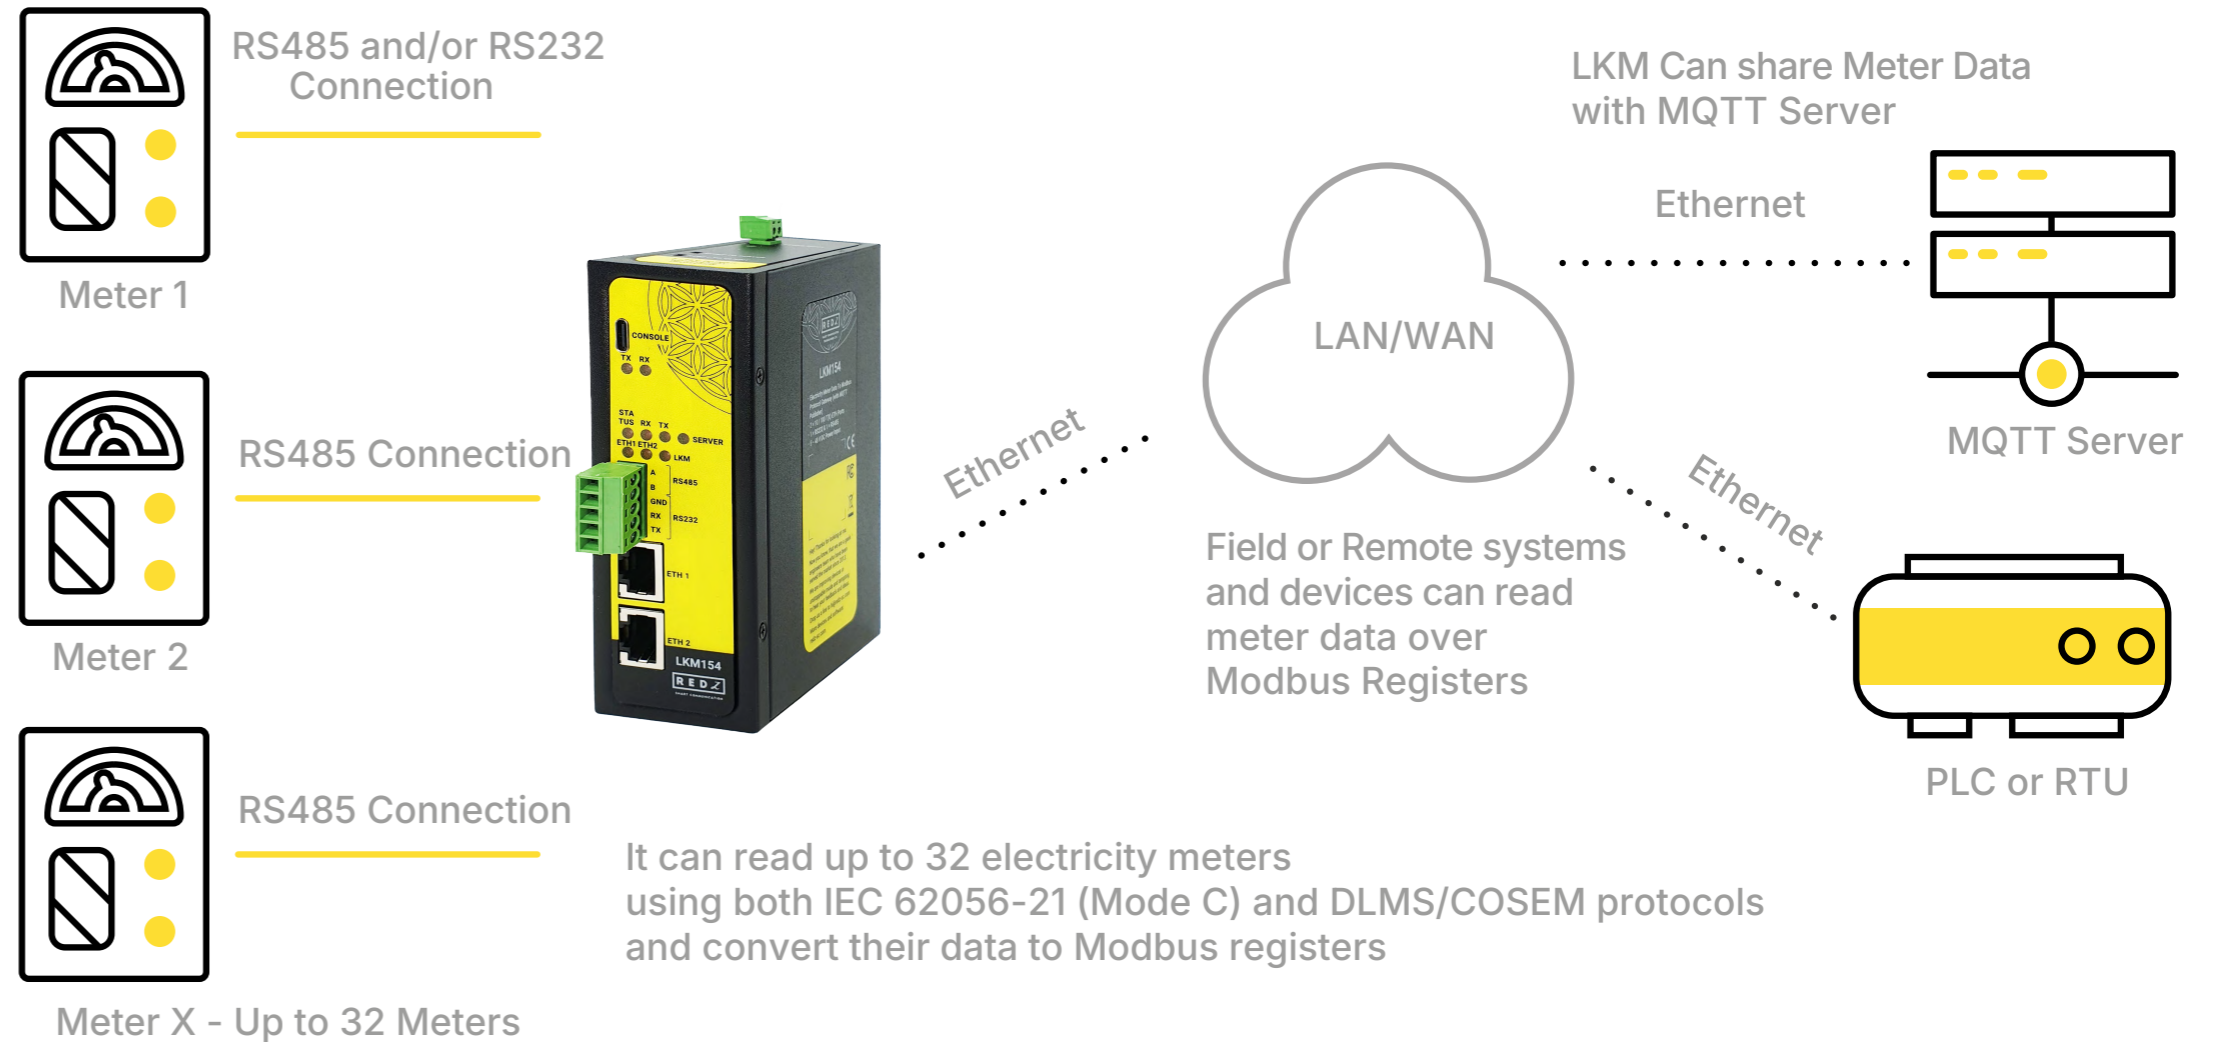 RS485 and/or RS232
Connection
Meter 1
RS485 Connection
Meter 2
RS485 Connection
Meter X - Up to 32 Meters
CONSOLE
TX RX
STA
TUS RX TX
SERVER
ETH1 ETH2
LKM
A
B
GND
RX
TX
RS485
RS232
ETH 1
ETH 2
LKM154
REDZ
SMART COMMUNICATION
REDZ
LKM154
CE
Ethernet
LAN/WAN
LKM Can share Meter Data
with MQTT Server
Ethernet
MQTT Server
Ethernet
PLC or RTU
Field or Remote systems
and devices can read
meter data over
Modbus Registers
It can read up to 32 electricity meters
using both IEC 62056-21 (Mode C) and DLMS/COSEM protocols
and convert their data to Modbus registers